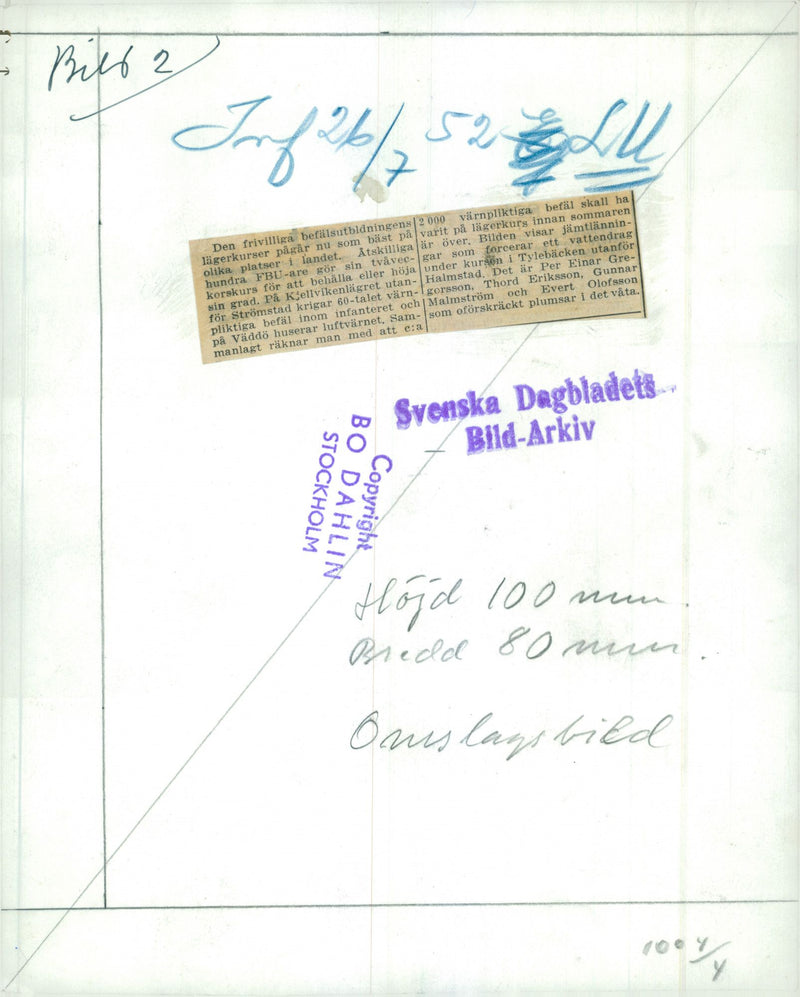 Bild 2
Inf 26/7 52 LU
Den frivilliga befälsutbldningens
lägerkurser pågår nu som bäst på
olika platser i landet. Åtskilliga
hundra FBU-are gör sin tvåvec-
korskurs för att behålla eller höja
sin grad. På Kjellvikenlägret utan-
för Strömstad krigar 60-talet värn-
pliktiga befäl inom infanteret och
på Väddö huserar luftvärnet. Sam-
manlagt räknar man med att c:a
2 000 värnpliktiga befäl skall ha
varit på lägerkurs innan sommaren
är över. Bilden visar jämtlännin-
gar som forcerar ett vattendrag
under kursen i Tylebäcken utanför
Halmstad. Det är Per Einar Gre-
gorsson, Thord Eriksson, Gunnar
Malmström och Evert Olofsson
som oförskräckt plumsar i det våta.
Svenska Dagbladets
Bild-Arkiv
Copyright
BO DAHLIN
STOCKHOLM
Höjd 100 mm.
Bredd 80 mm.
Omslagsbild
100 4/4